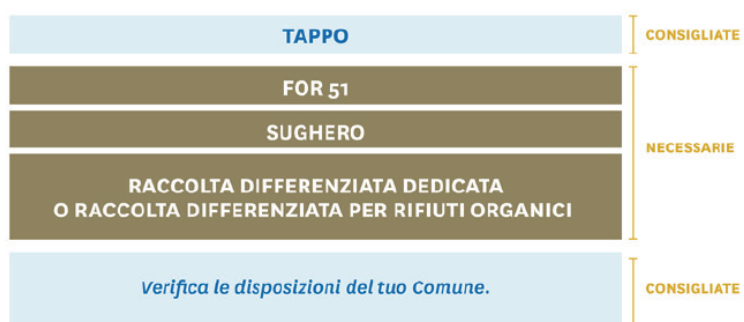 TAPPO
CONSIGLIATE
FOR 51
SUGHERO
NECESSARIE
RACCOLTA DIFFERENZIATA DEDICATA
O RACCOLTA DIFFERENZIATA PER RIFIUTI ORGANICI
Verifica le disposizioni del tuo Comune.
CONSIGLIATE